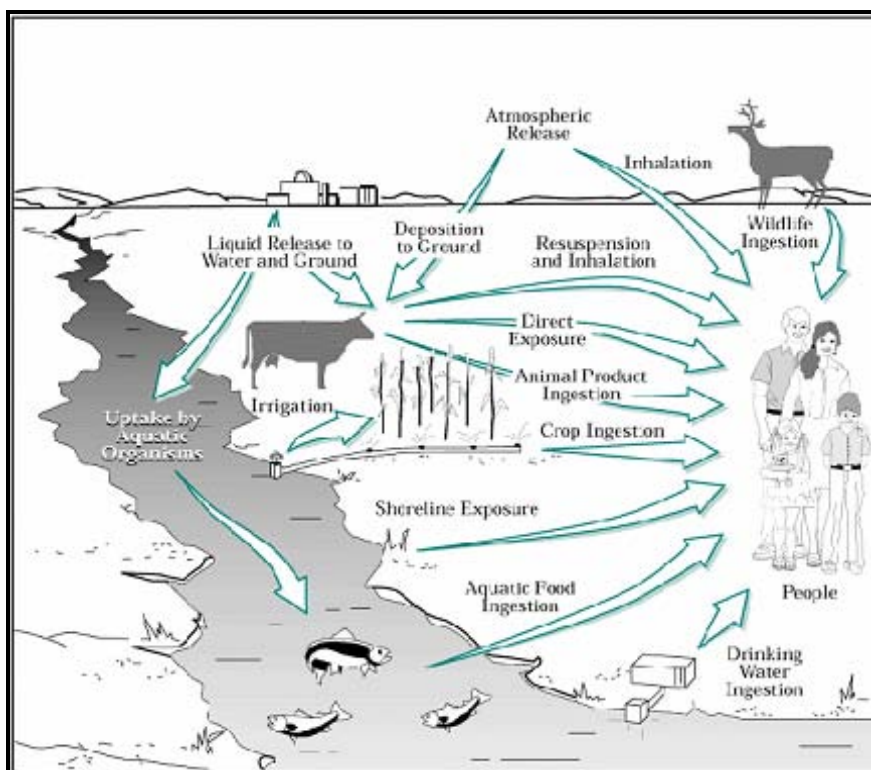 Atmospheric
Release
Inhalation
Wildlife
Ingestion
Liquid Release to
Water and Ground
Deposition
to Ground
Resuspension
and Inhalation
Direct
Exposure
Animal Product
Ingestion
Irrigation
Uptake by
Aquatic
Organisms
Crop Ingestion
Shoreline Exposure
Aquatic Food
Ingestion
People
Drinking
Water
Ingestion